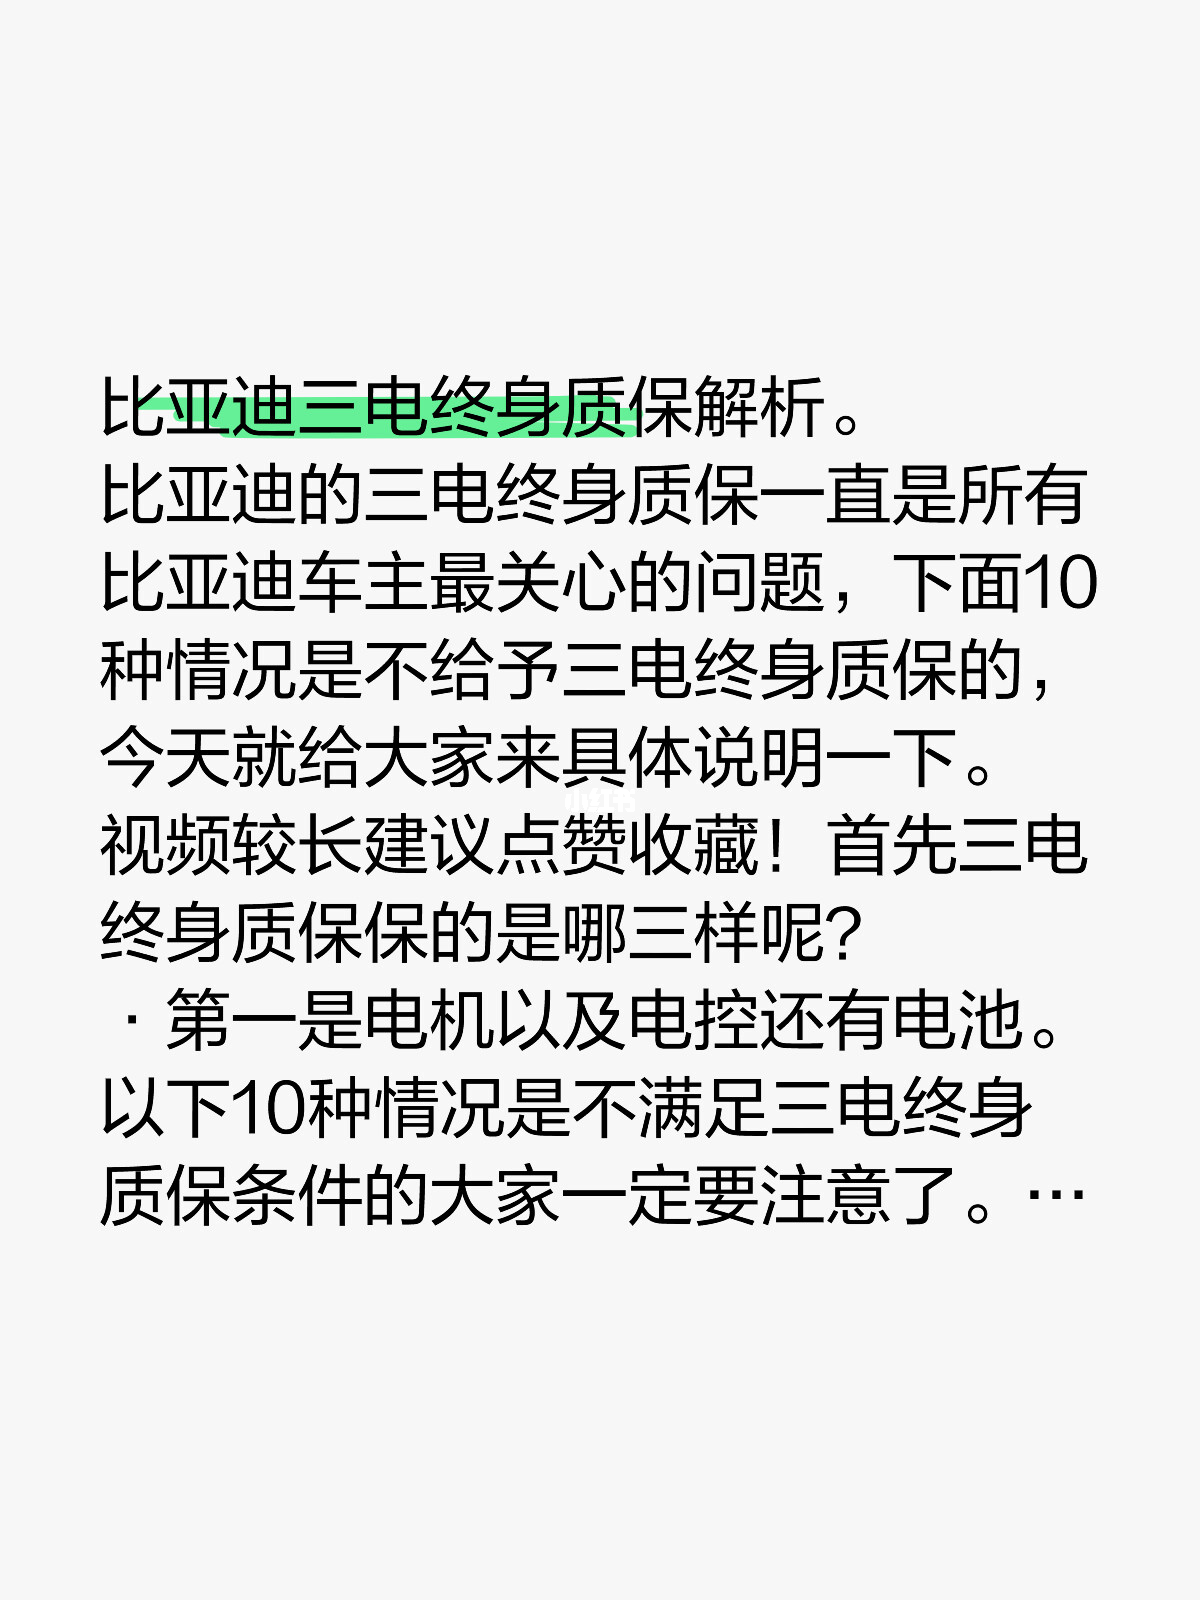 比亚迪三电终身质保解析。
比亚迪的三电终身质保一直是所有
比亚迪车主最关心的问题，下面10
种情况是不给予三电终身质保的，
今天就给大家来具体说明一下。
小红书
视频较长建议点赞收藏！首先三电
终身质保保的是哪三样呢？
·第一是电机以及电控还有电池。
以下10种情况是不满足三电终身
质保条件的大家一定要注意了。…